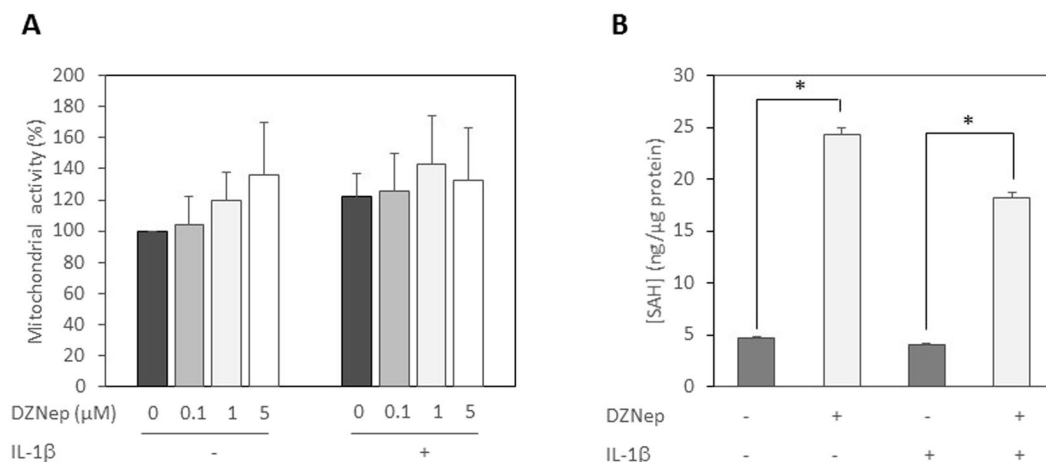 A
B
Mitochondrial activity (%)
200
180
160
140
120
100
80
60
40
20
0
DZNep (µM) 0 0.1 1 5 0 0.1 1 5
IL-1β - +
[SAH] (ng/µg protein)
30
25
20
15
10
5
0
* *
DZNep - + - +
IL-1β - - + +